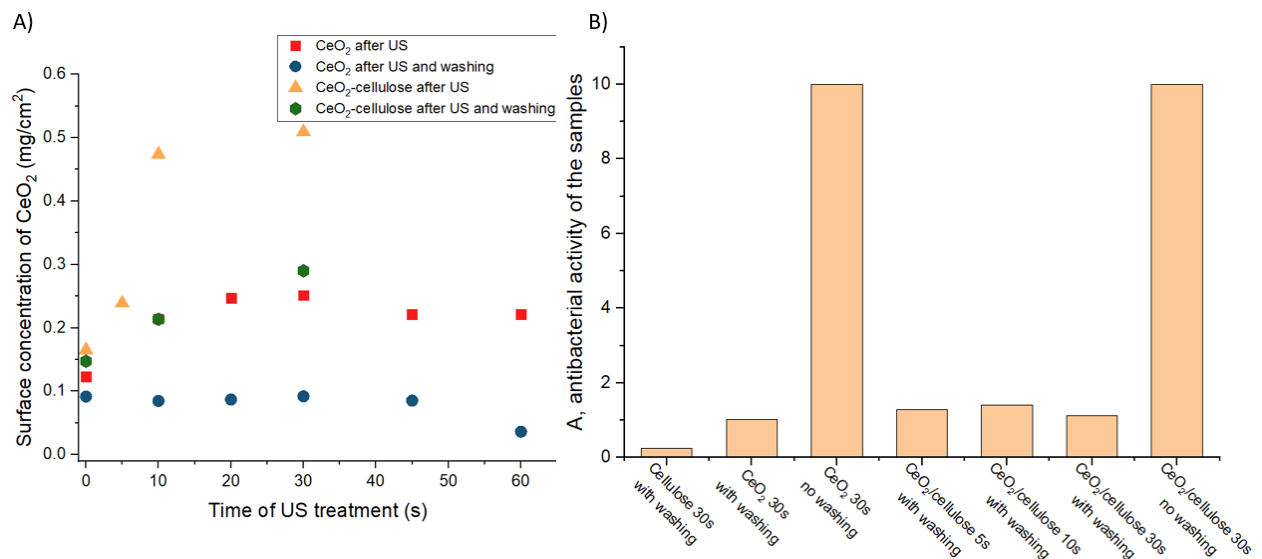 A)
CeO2 after US
CeO2 after US and washing
CeO2-cellulose after US
CeO2-cellulose after US and washing
Surface concentration of CeO2 (mg/cm2)
0.6
0.5
0.4
0.3
0.2
0.1
0.0
0 10 20 30 40 50 60
Time of US treatment (s)
B)
A, antibacterial activity of the samples
10
8
6
4
2
0
Cellulose 30s
with washing
CeO2 30s
with washing
CeO2 30s
no washing
CeO2/cellulose 5s
with washing
CeO2/cellulose 10s
with washing
CeO2/cellulose 30s
with washing
CeO2/cellulose 30s
no washing